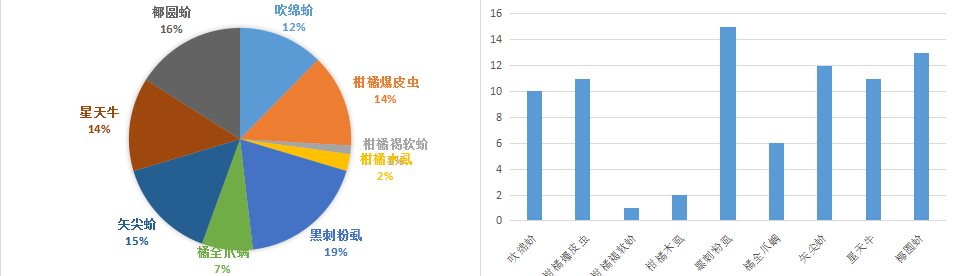 椰圆蚧
16%
吹绵蚧
12%
柑橘爆皮虫
14%
柑橘褐软蚧
柑橘木虱
2%
黑刺粉虱
19%
橘全爪螨
7%
矢尖蚧
15%
星天牛
14%
16
14
12
10
8
6
4
2
0
吹绵蚧
柑橘爆皮虫
柑橘褐软蚧
柑橘木虱
黑刺粉虱
橘全爪螨
矢尖蚧
星天牛
椰圆蚧